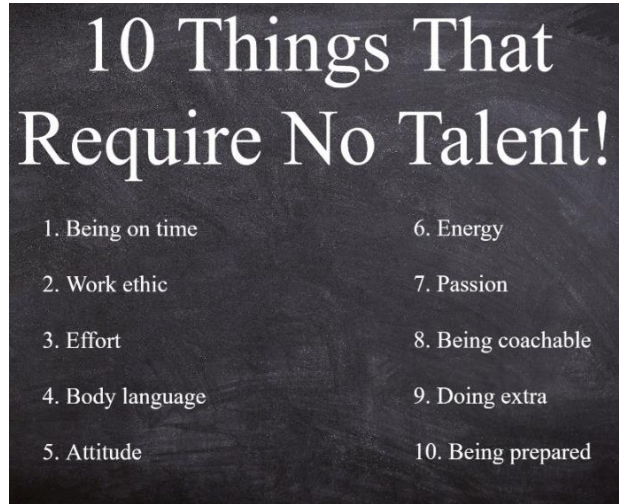 10 Things That
Require No Talent!
1. Being on time
2. Work ethic
3. Effort
4. Body language
5. Attitude
6. Energy
7. Passion
8. Being coachable
9. Doing extra
10. Being prepared